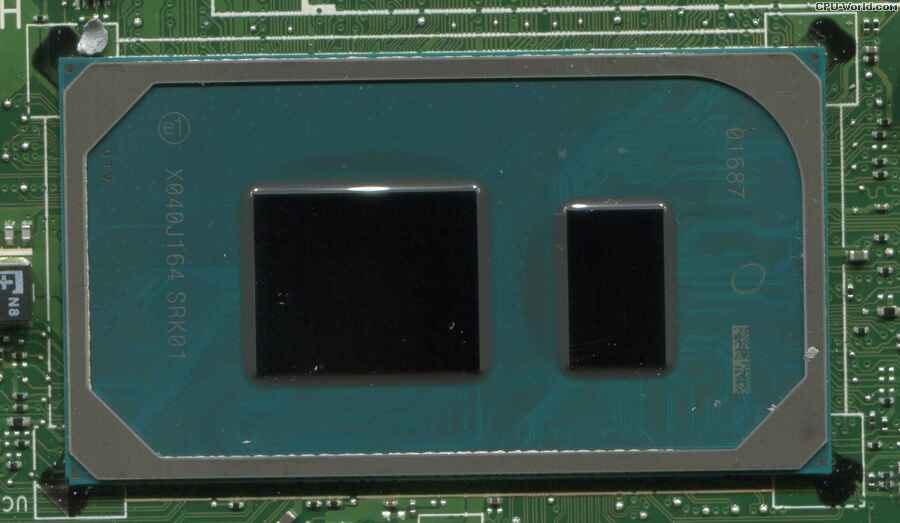 CPU-World.com
H
01687
X040J164 SRK01
N8
UC